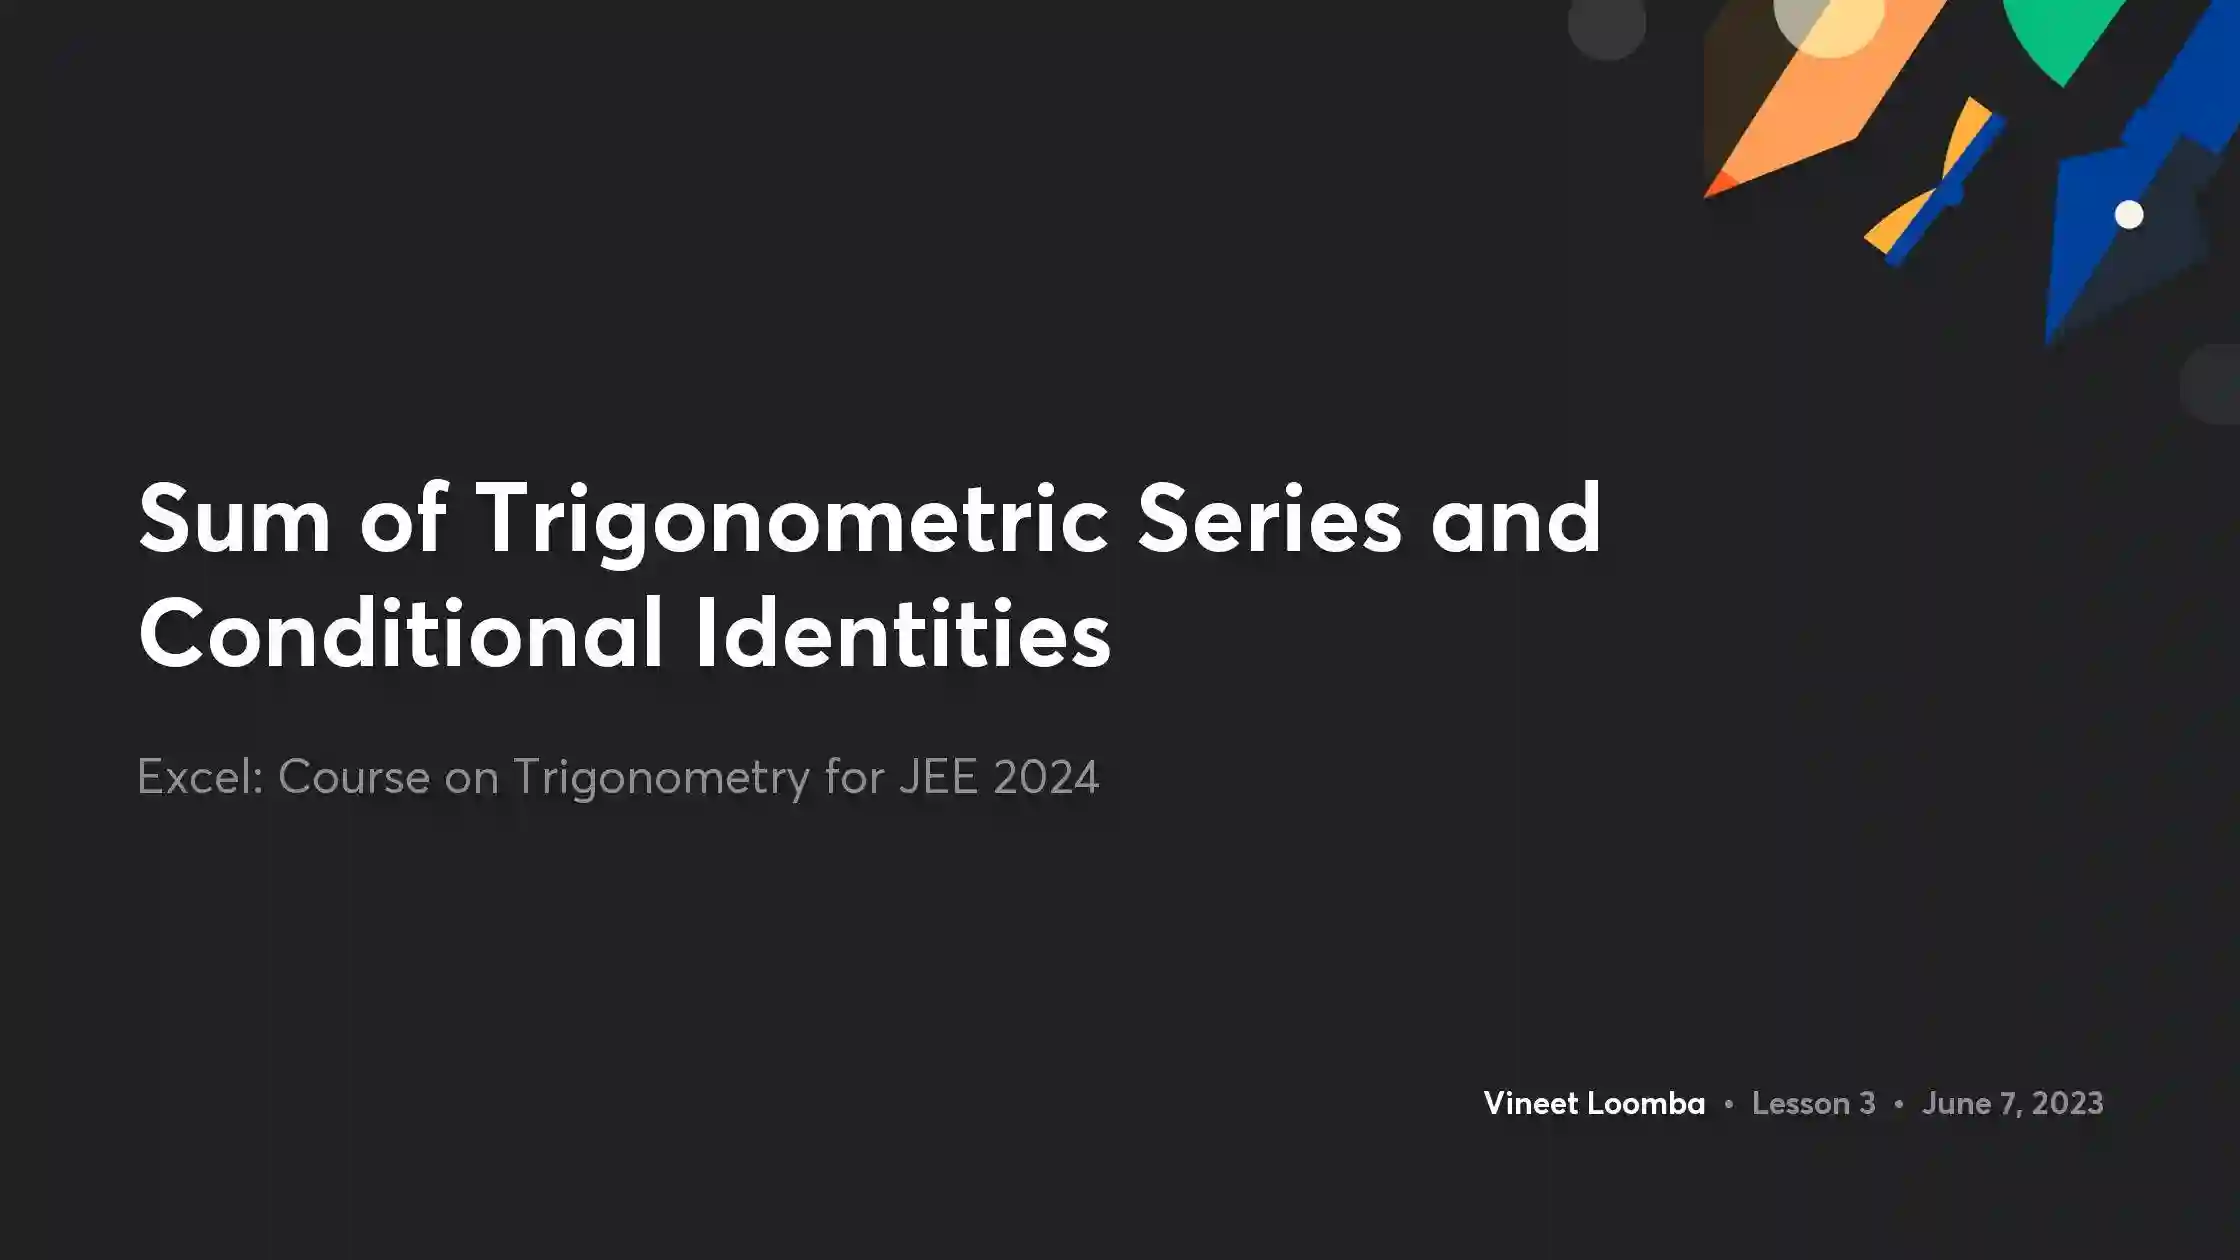 Sum of Trigonometric Series and
Conditional Identities
Excel: Course on Trigonometry for JEE 2024
Vineet Loomba • Lesson 3 • June 7, 2023